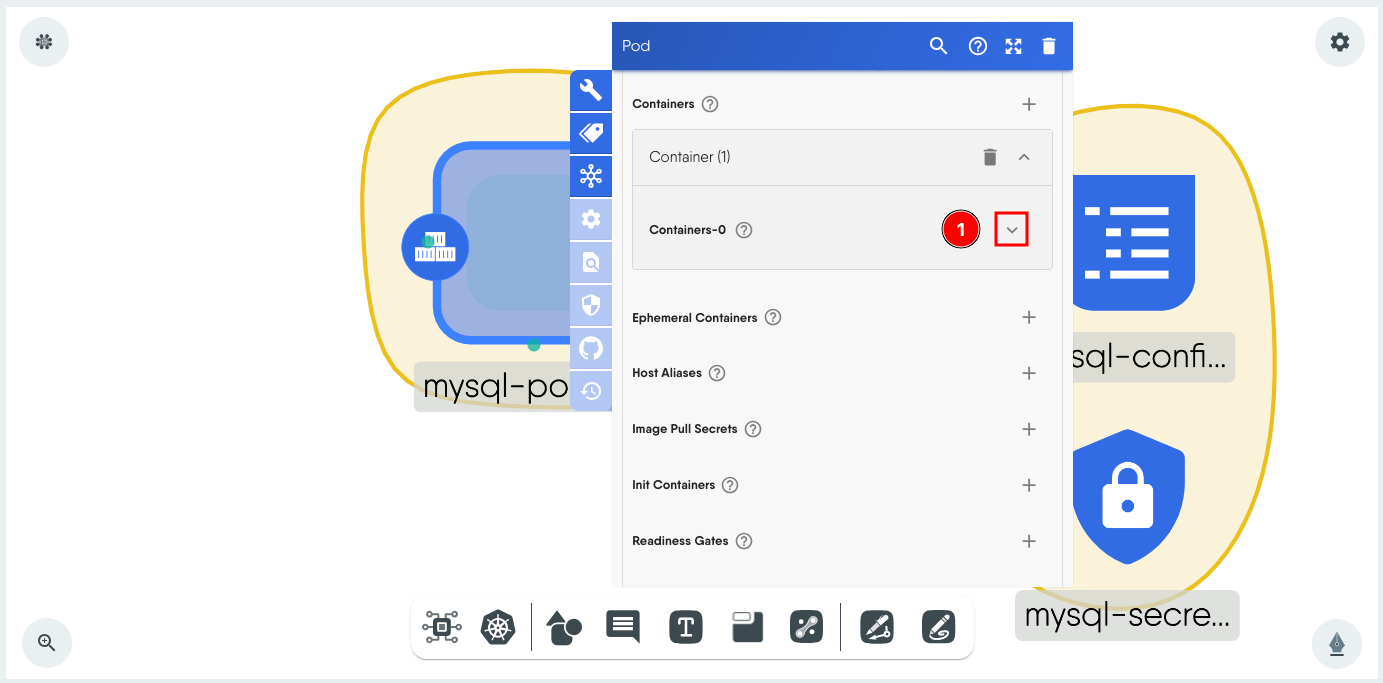 Pod
Containers
Container (1)
Containers-0
1
Ephemeral Containers
Host Aliases
Image Pull Secrets
Init Containers
Readiness Gates
mysql-po
sql-confi...
mysql-secre...
T